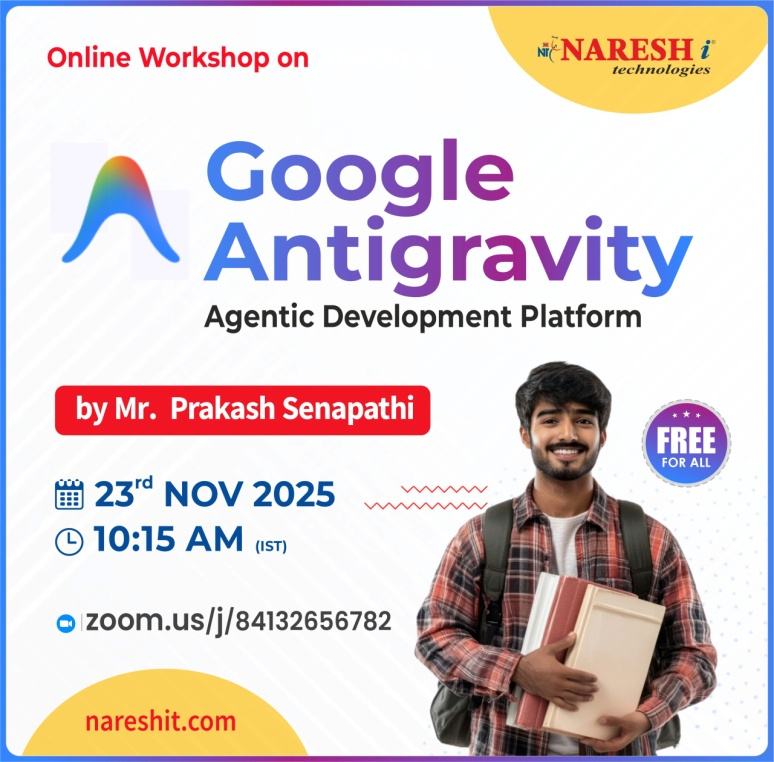 Online Workshop on
NT NARESH i
technologies
Google
Antigravity
Agentic Development Platform
by Mr. Prakash Senapathi
FREE
FOR ALL
23rd NOV 2025
10:15 AM (IST)
zoom.us/j/84132656782
nareshit.com